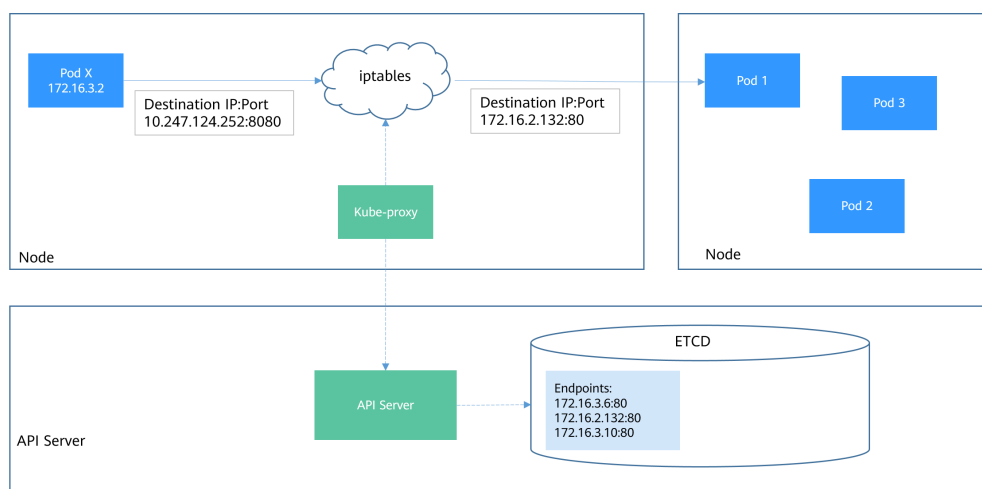 Pod X
172.16.3.2
Destination IP:Port
10.247.124.252:8080
iptables
Destination IP:Port
172.16.2.132:80
Kube-proxy
Node
Pod 1
Pod 3
Pod 2
Node
API Server
ETCD
Endpoints:
172.16.3.6:80
172.16.2.132:80
172.16.3.10:80
API Server